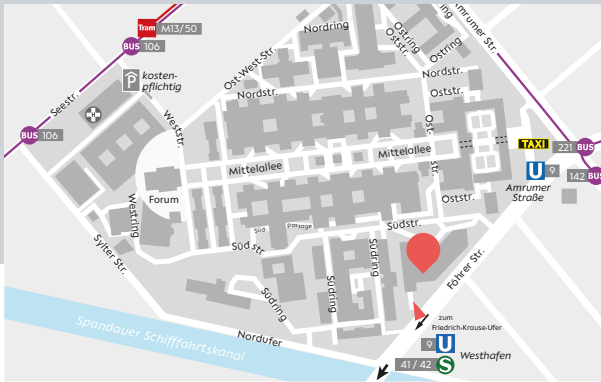 Tram M13/50
BUS 106
kosten-
pflichtig
P
Seestr.
H
BUS 106
Nordring
Ostring
Oststr.
Ostring
Amrumer Str.
Ost-West-Str.
Nordstr.
Nordstr.
Oststr.
Weststr.
Mittelallee
Mittelallee
Ost-
str.
TAXI
221 BUS
U 9
142 BUS
Amrumer
Straße
Forum
Westring
Oststr.
Süd-
passage
Südstr.
Südstr
Sylter Str.
Südring
Südring
Südring
Föhrer Str.
zum
Friedrich-Krause-Ufer
Spandauer Schifffahrtskanal
Nordufer
9 U
Westhafen
41 / 42 S